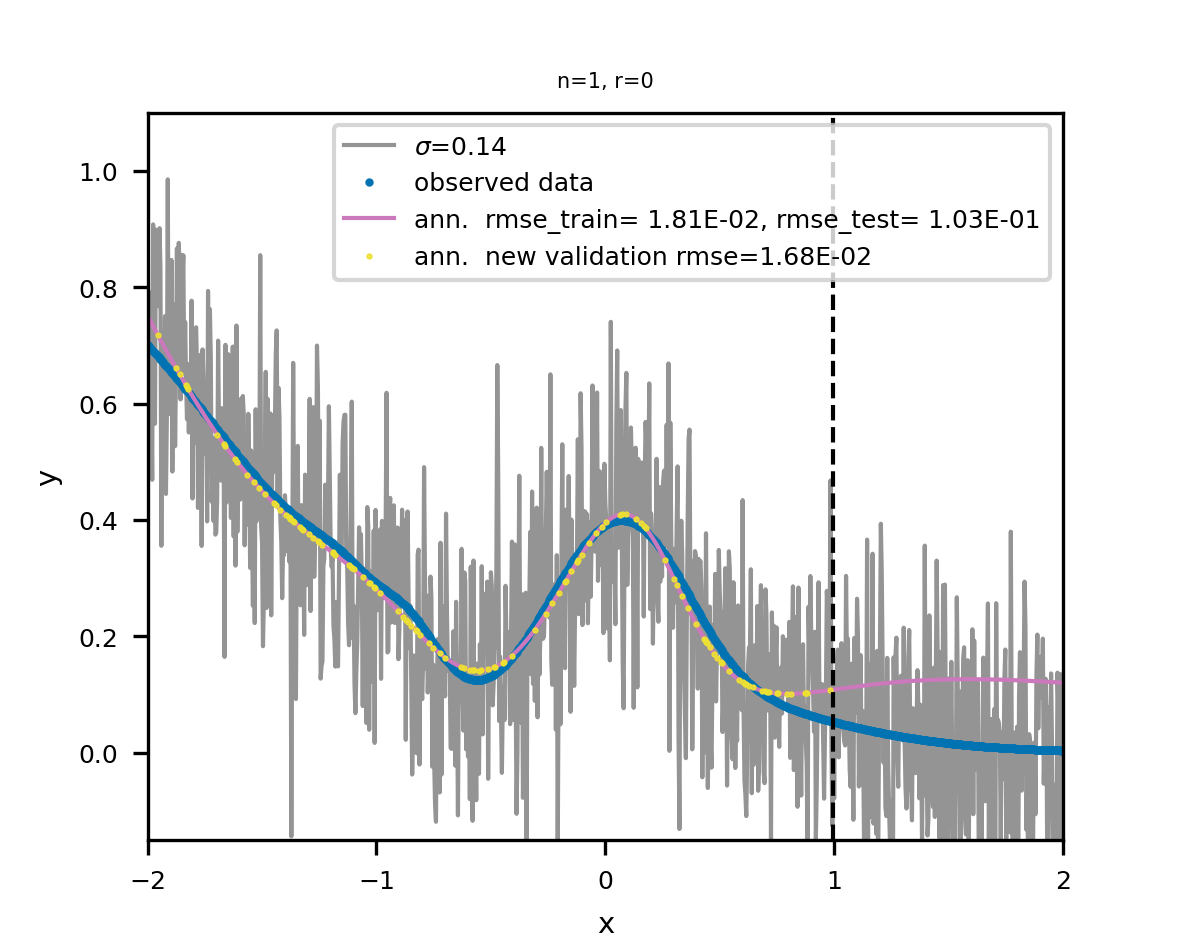 n=1, r=0
σ=0.14
observed data
ann.  rmse_train= 1.81E-02, rmse_test= 1.03E-01
ann.  new validation rmse=1.68E-02
1.0
0.8
0.6
0.4
0.2
0.0
y
−2
−1
0
1
2
x